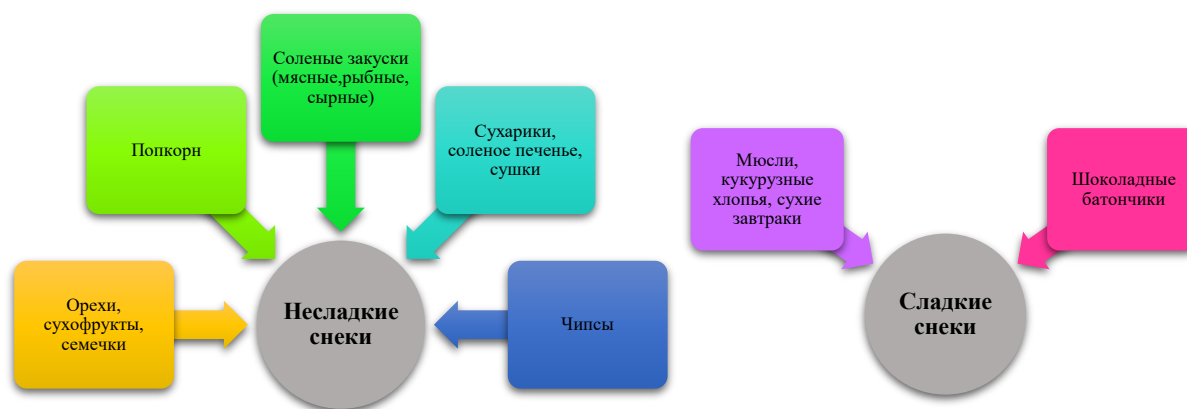 Соленые закуски
(мясные,рыбные,
сырные)
Попкорн
Сухарики,
соленое печенье,
сушки
Орехи,
сухофрукты,
семечки
Несладкие
снеки
Чипсы
Мюсли,
кукурузные
хлопья, сухие
завтраки
Шоколадные
батончики
Сладкие
снеки